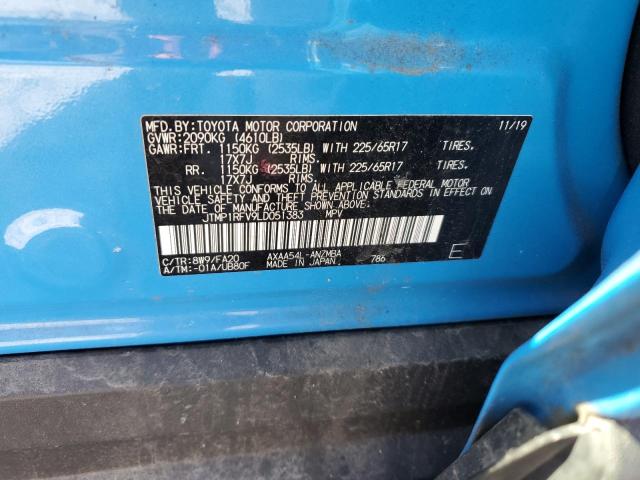 MFD. BY: TOYOTA MOTOR CORPORATION 11/19
GVWR: 2090KG (4610LB)
GAWR: FRT. 1150KG (2535LB) WITH 225/65R17 TIRES.
17X7J RIMS.
RR. 1150KG (2535LB) WITH 225/65R17 TIRES.
17X7J RIMS.
THIS VEHICLE CONFORMS TO ALL APPLICABLE FEDERAL MOTOR
VEHICLE SAFETY AND THEFT PREVENTION STANDARDS IN EFFECT ON
THE DATE OF MANUFACTURE SHOWN ABOVE.
JTMP1RFV9LD051383 MPV
C/TR: 8W9/FA20 AXAA54L-ANZMBA 786
A/TM: -01A/UB80F MADE IN JAPAN. E